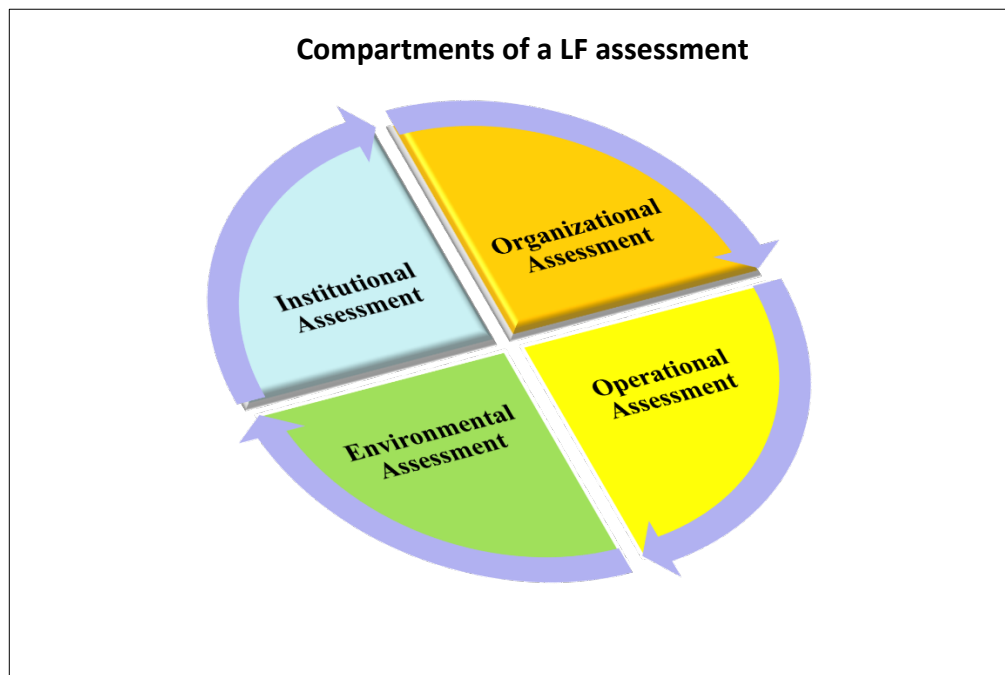 Compartments of a LF assessment
Organizational
Assessment
Institutional
Assessment
Operational
Assessment
Environmental
Assessment